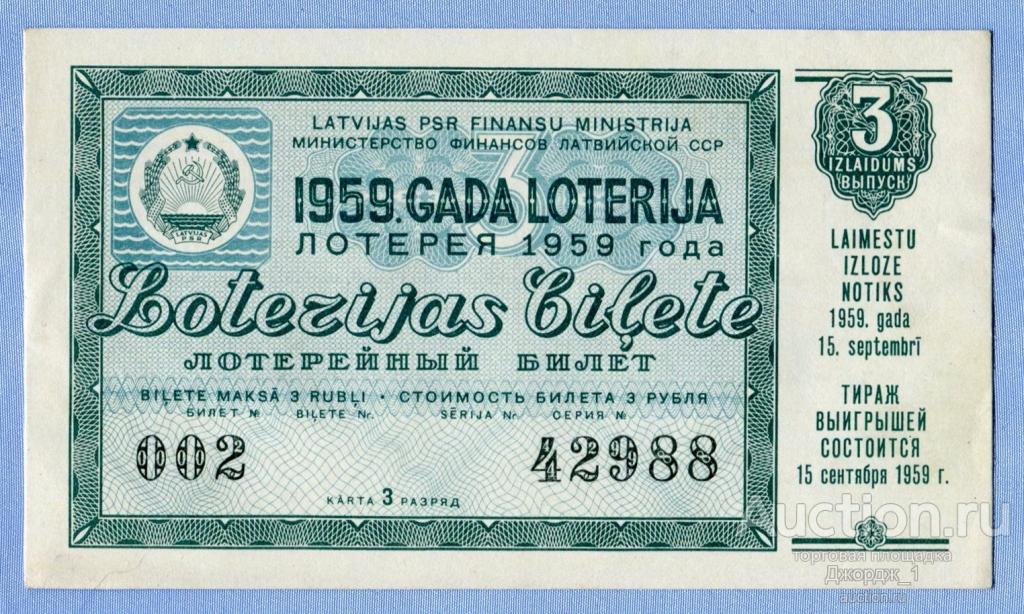 LATVIJAS PSR FINANSU MINISTRIJA
МИНИСТЕРСТВО ФИНАНСОВ ЛАТВИЙСКОЙ ССР
3
LATVIJAS
PSR
1959. GADA LOTERIJA
ЛОТЕРЕЯ 1959 года
Loterijas biļete
ЛОТЕРЕЙНЫЙ БИЛЕТ
BIĻETE MAKSĀ 3 RUBĻI · СТОИМОСТЬ БИЛЕТА 3 РУБЛЯ
БИЛЕТ № BIĻETE Nr. SĒRIJA Nr. СЕРИЯ №
002 42988
KĀRTA 3 РАЗРЯД
3
IZLAIDUMS
ВЫПУСК
LAIMESTU
IZLOZE
NOTIKS
1959. gada
15. septembrī
ТИРАЖ
ВЫИГРЫШЕЙ
СОСТОИТСЯ
15 сентября 1959 г.
Auction.ru
торговая площадка
Джордж_1
auction.ru